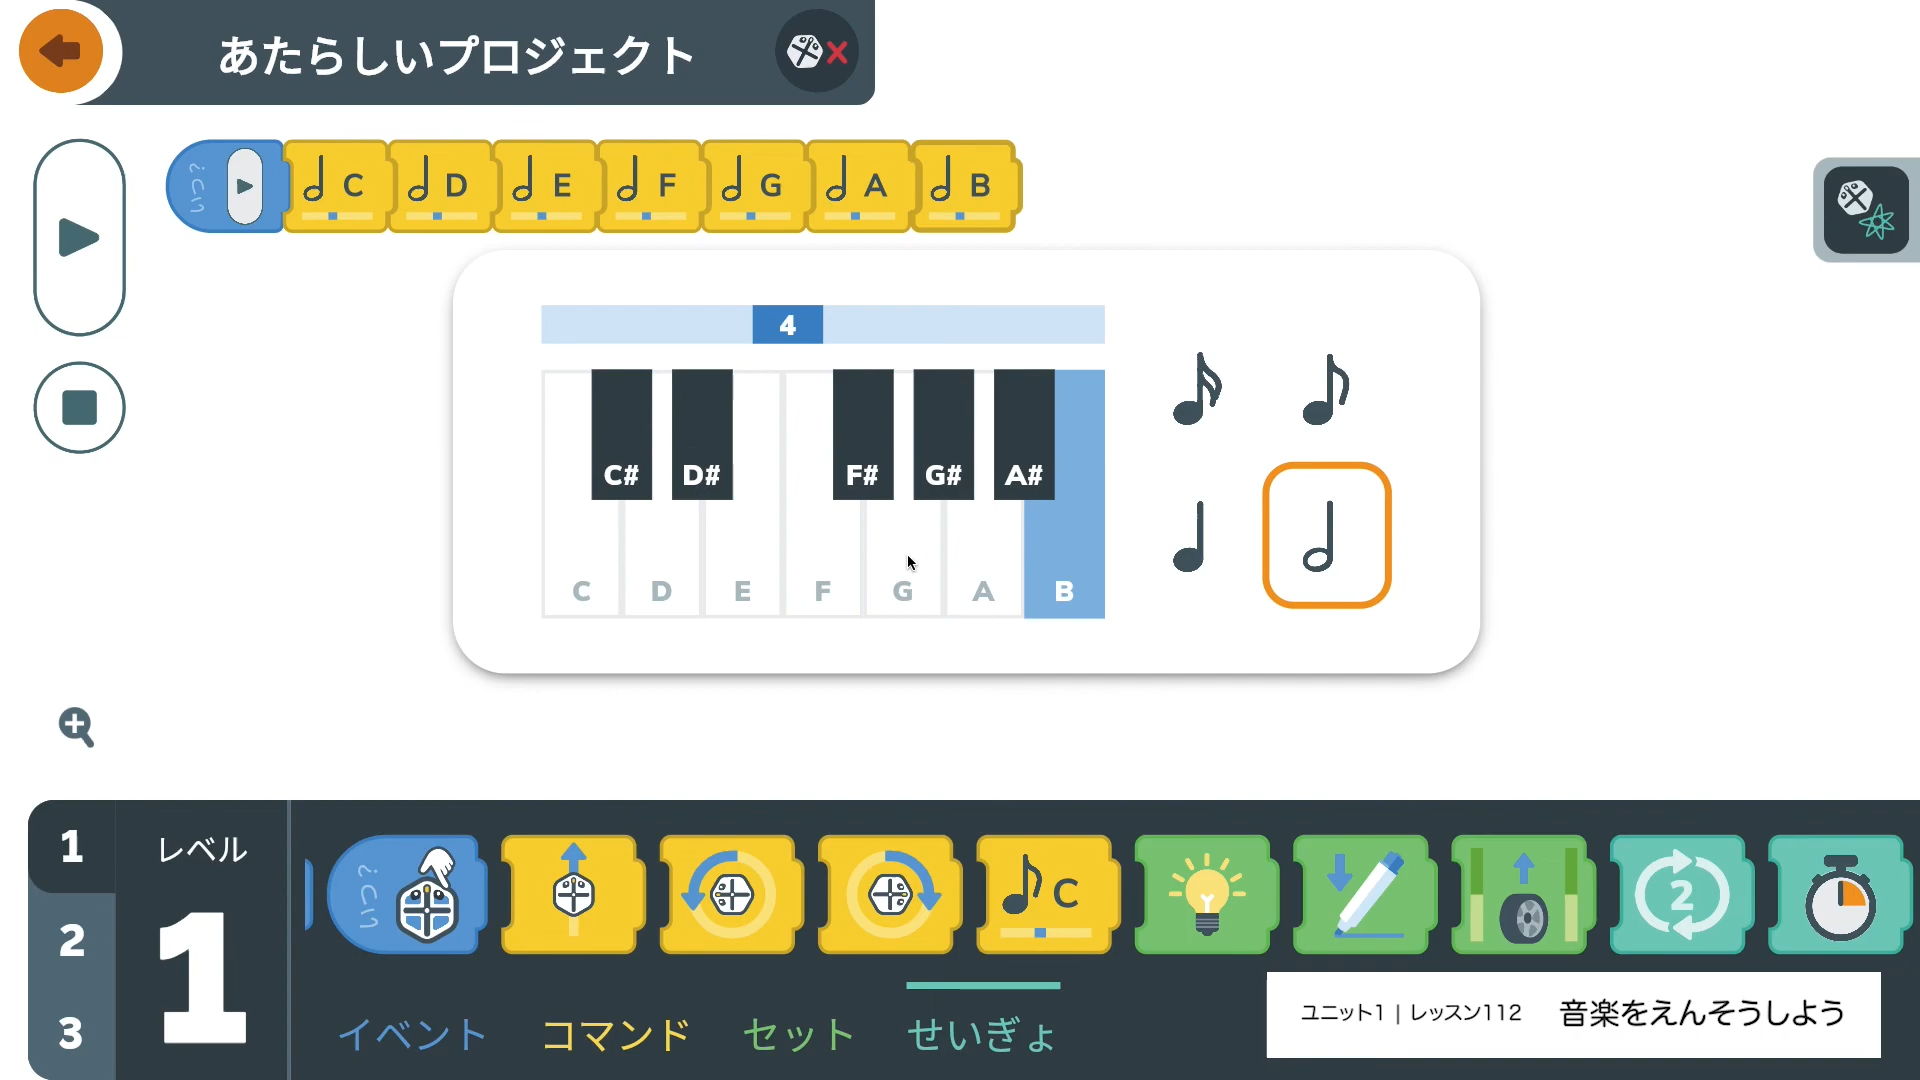 あたらしいプロジェクト
C D E F G A B
4
C# D# F# G# A#
C D E F G A B
1 レベル
1
2
3
C
2
イベント コマンド セット せいぎょ
ユニット1 | レッスン112 音楽をえんそうしよう